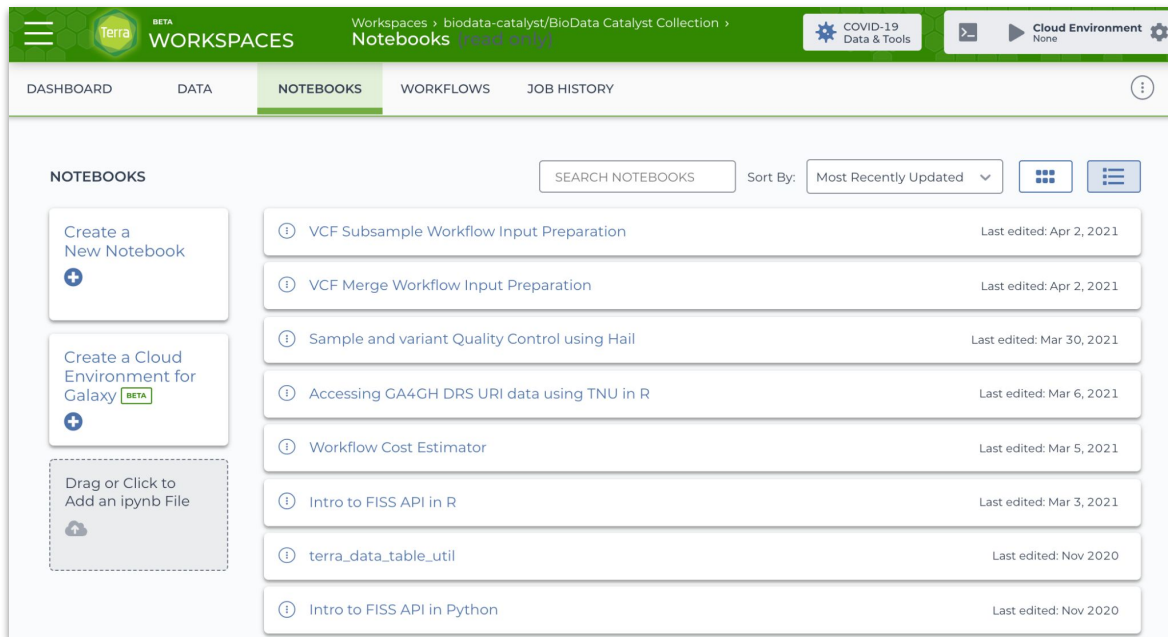 Terra
BETA
WORKSPACES
Workspaces › biodata-catalyst/BioData Catalyst Collection ›
Notebooks (read only)
COVID-19
Data & Tools
Cloud Environment
None
DASHBOARD
DATA
NOTEBOOKS
WORKFLOWS
JOB HISTORY
NOTEBOOKS
SEARCH NOTEBOOKS
Sort By:
Most Recently Updated
Create a
New Notebook
Create a Cloud
Environment for
Galaxy BETA
Drag or Click to
Add an ipynb File
VCF Subsample Workflow Input Preparation Last edited: Apr 2, 2021
VCF Merge Workflow Input Preparation Last edited: Apr 2, 2021
Sample and variant Quality Control using Hail Last edited: Mar 30, 2021
Accessing GA4GH DRS URI data using TNU in R Last edited: Mar 6, 2021
Workflow Cost Estimator Last edited: Mar 5, 2021
Intro to FISS API in R Last edited: Mar 3, 2021
terra_data_table_util Last edited: Nov 2020
Intro to FISS API in Python Last edited: Nov 2020